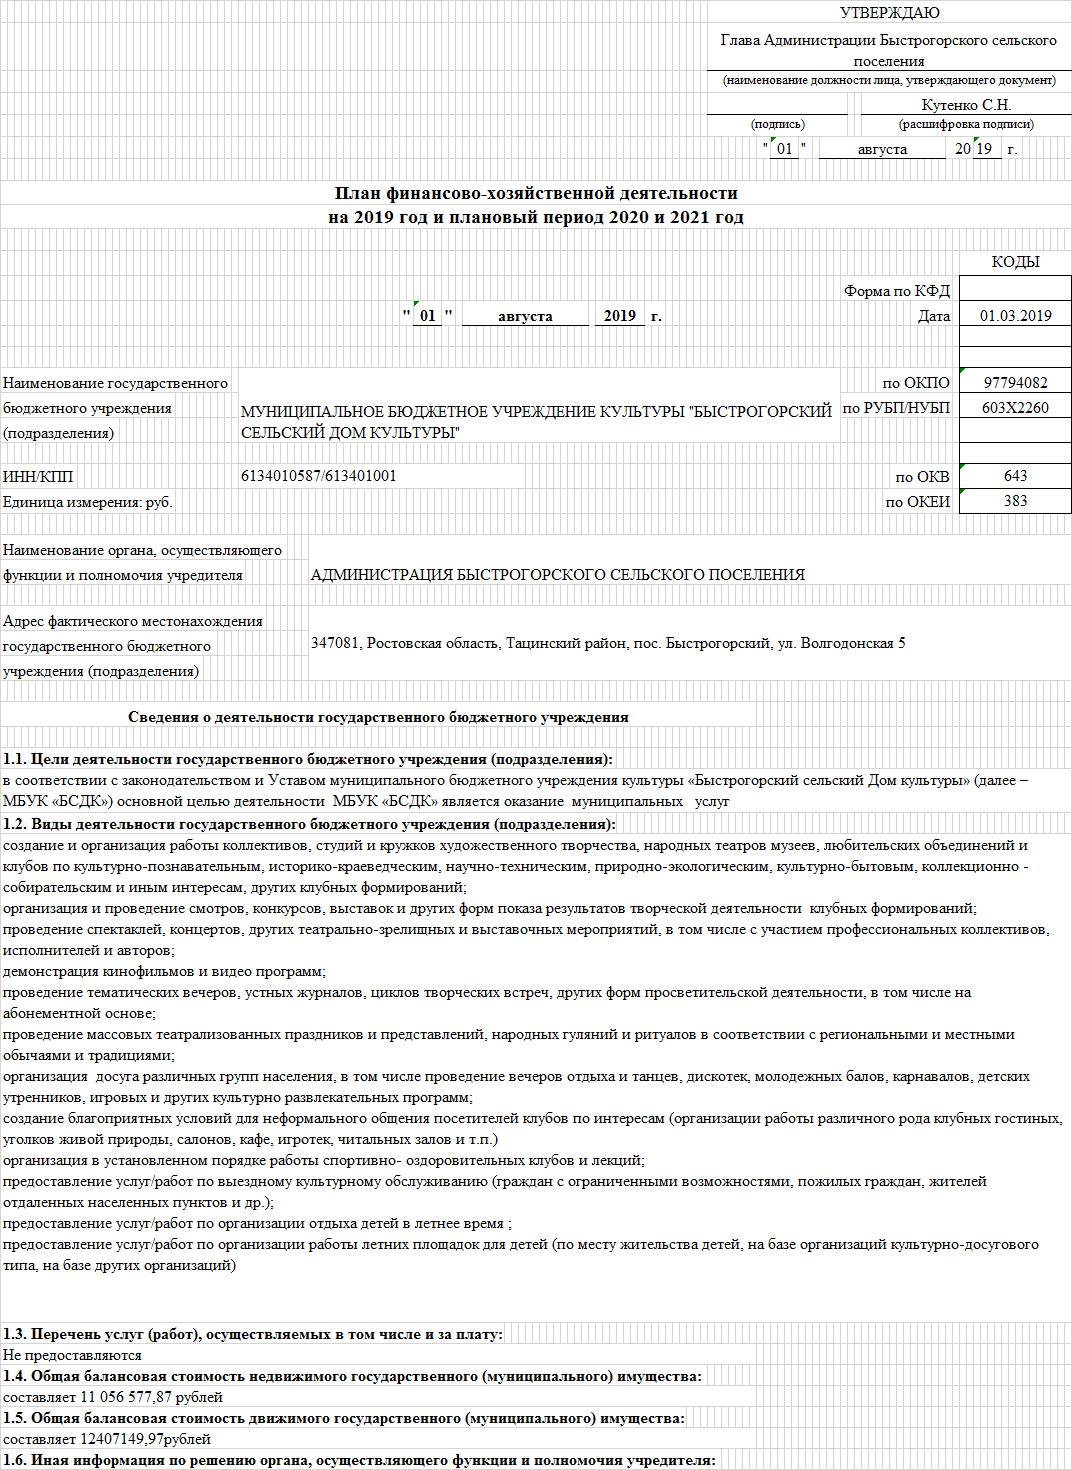 УТВЕРЖДАЮ
Глава Администрации Быстрогорского сельского
поселения
(наименование должности лица, утверждающего документ)
Кутенко С.Н.
(подпись) (расшифровка подписи)
" 01 " августа 20 19 г.
План финансово-хозяйственной деятельности
на 2019 год и плановый период 2020 и 2021 год
КОДЫ
Форма по КФД
" 01 " августа 2019 г. Дата 01.03.2019
Наименование государственного по ОКПО 97794082
бюджетного учреждения по РУБП/НУБП 603Х2260
(подразделения)
МУНИЦИПАЛЬНОЕ БЮДЖЕТНОЕ УЧРЕЖДЕНИЕ КУЛЬТУРЫ "БЫСТРОГОРСКИЙ
СЕЛЬСКИЙ ДОМ КУЛЬТУРЫ"
ИНН/КПП 6134010587/613401001 по ОКВ 643
Единица измерения: руб. по ОКЕИ 383
Наименование органа, осуществляющего
функции и полномочия учредителя АДМИНИСТРАЦИЯ БЫСТРОГОРСКОГО СЕЛЬСКОГО ПОСЕЛЕНИЯ
Адрес фактического местонахождения
государственного бюджетного
учреждения (подразделения)
347081, Ростовская область, Тацинский район, пос. Быстрогорский, ул. Волгодонская 5
Сведения о деятельности государственного бюджетного учреждения
1.1. Цели деятельности государственного бюджетного учреждения (подразделения):
в соответствии с законодательством и Уставом муниципального бюджетного учреждения культуры «Быстрогорский сельский Дом культуры» (далее –
МБУК «БСДК») основной целью деятельности  МБУК «БСДК» является оказание  муниципальных   услуг
1.2. Виды деятельности государственного бюджетного учреждения (подразделения):
создание и организация работы коллективов, студий и кружков художественного творчества, народных театров музеев, любительских объединений и
клубов по культурно-познавательным, историко-краеведческим, научно-техническим, природно-экологическим, культурно-бытовым, коллекционно -
собирательским и иным интересам, других клубных формирований;
организация и проведение смотров, конкурсов, выставок и других форм показа результатов творческой деятельности  клубных формирований;
проведение спектаклей, концертов, других театрально-зрелищных и выставочных мероприятий, в том числе с участием профессиональных коллективов,
исполнителей и авторов;
демонстрация кинофильмов и видео программ;
проведение тематических вечеров, устных журналов, циклов творческих встреч, других форм просветительской деятельности, в том числе на
абонементной основе;
проведение массовых театрализованных праздников и представлений, народных гуляний и ритуалов в соответствии с региональными и местными
обычаями и традициями;
организация  досуга различных групп населения, в том числе проведение вечеров отдыха и танцев, дискотек, молодежных балов, карнавалов, детских
утренников, игровых и других культурно развлекательных программ;
создание благоприятных условий для неформального общения посетителей клубов по интересам (организации работы различного рода клубных гостиных,
уголков живой природы, салонов, кафе, игротек, читальных залов и т.п.)
организация в установленном порядке работы спортивно- оздоровительных клубов и лекций;
предоставление услуг/работ по выездному культурному обслуживанию (граждан с ограниченными возможностями, пожилых граждан, жителей
отдаленных населенных пунктов и др.);
предоставление услуг/работ по организации отдыха детей в летнее время ;
предоставление услуг/работ по организации работы летних площадок для детей (по месту жительства детей, на базе организаций культурно-досугового
типа, на базе других организаций)
1.3. Перечень услуг (работ), осуществляемых в том числе и за плату:
Не предоставляются
1.4. Общая балансовая стоимость недвижимого государственного (муниципального) имущества:
составляет 11 056 577,87 рублей
1.5. Общая балансовая стоимость движимого государственного (муниципального) имущества:
составляет 12407149,97рублей
1.6. Иная информация по решению органа, осуществляющего функции и полномочия учредителя: